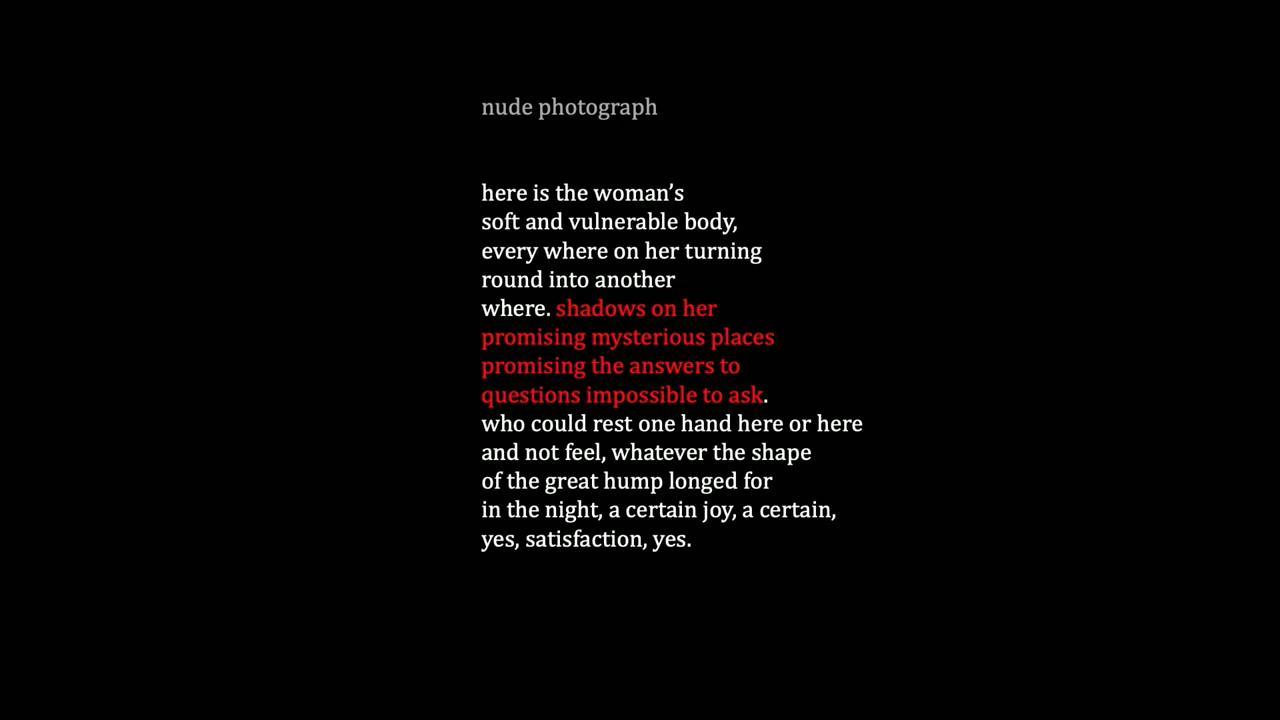 nude photograph
here is the woman’s
soft and vulnerable body,
every where on her turning
round into another
where. shadows on her
promising mysterious places
promising the answers to
questions impossible to ask.
who could rest one hand here or here
and not feel, whatever the shape
of the great hump longed for
in the night, a certain joy, a certain,
yes, satisfaction, yes.